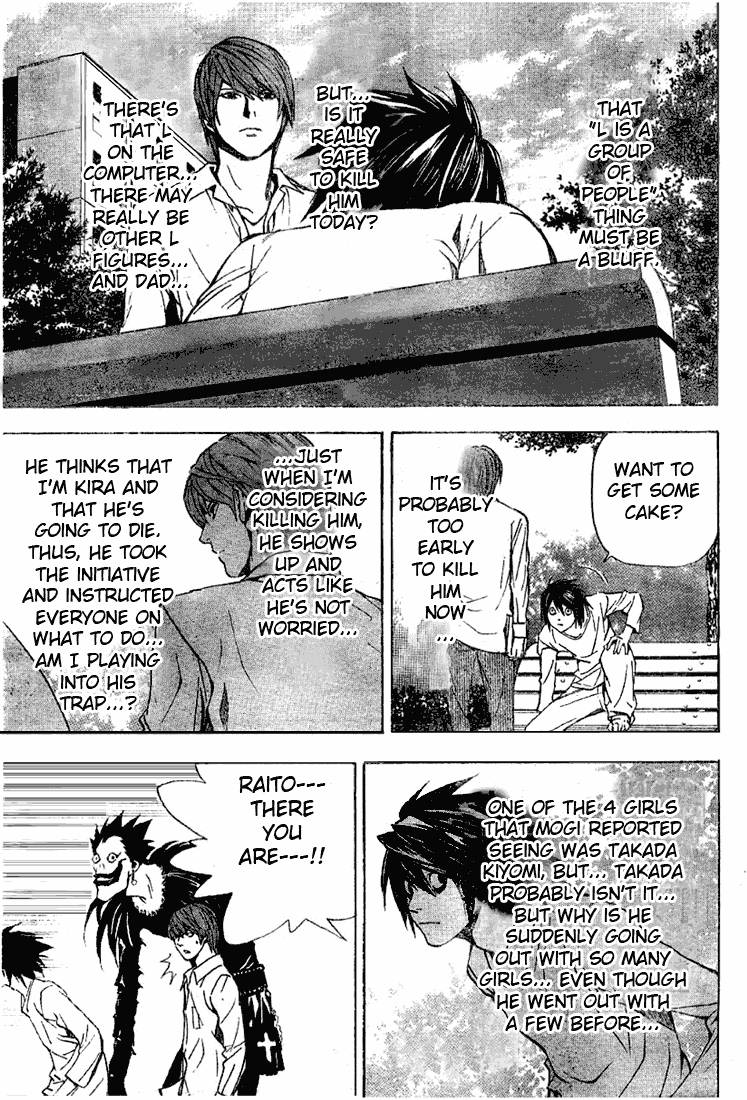 THAT
"L IS A
GROUP
OF
PEOPLE"
THING
MUST BE
A BLUFF.
BUT...
IS IT
REALLY
SAFE
TO KILL
HIM
TODAY?
THERE'S
THAT L
ON THE
COMPUTER...
THERE MAY
REALLY BE
OTHER L
FIGURES...
AND DAD...
WANT TO
GET SOME
CAKE?
IT'S
PROBABLY
TOO
EARLY
TO KILL
HIM
NOW
...
...JUST
WHEN I'M
CONSIDERING
KILLING HIM,
HE SHOWS
UP AND
ACTS LIKE
HE'S NOT
WORRIED...
HE THINKS THAT
I'M KIRA AND
THAT HE'S
GOING TO DIE.
THUS, HE TOOK
THE INITIATIVE
AND INSTRUCTED
EVERYONE ON
WHAT TO DO...
AM I PLAYING
INTO HIS
TRAP...?
ONE OF THE 4 GIRLS
THAT MOGI REPORTED
SEEING WAS TAKADA
KIYOMI, BUT... TAKADA
PROBABLY ISN'T IT...
BUT WHY IS HE
SUDDENLY GOING
OUT WITH SO MANY
GIRLS... EVEN THOUGH
HE WENT OUT WITH
A FEW BEFORE...
RAITO---
THERE
YOU
ARE---!!